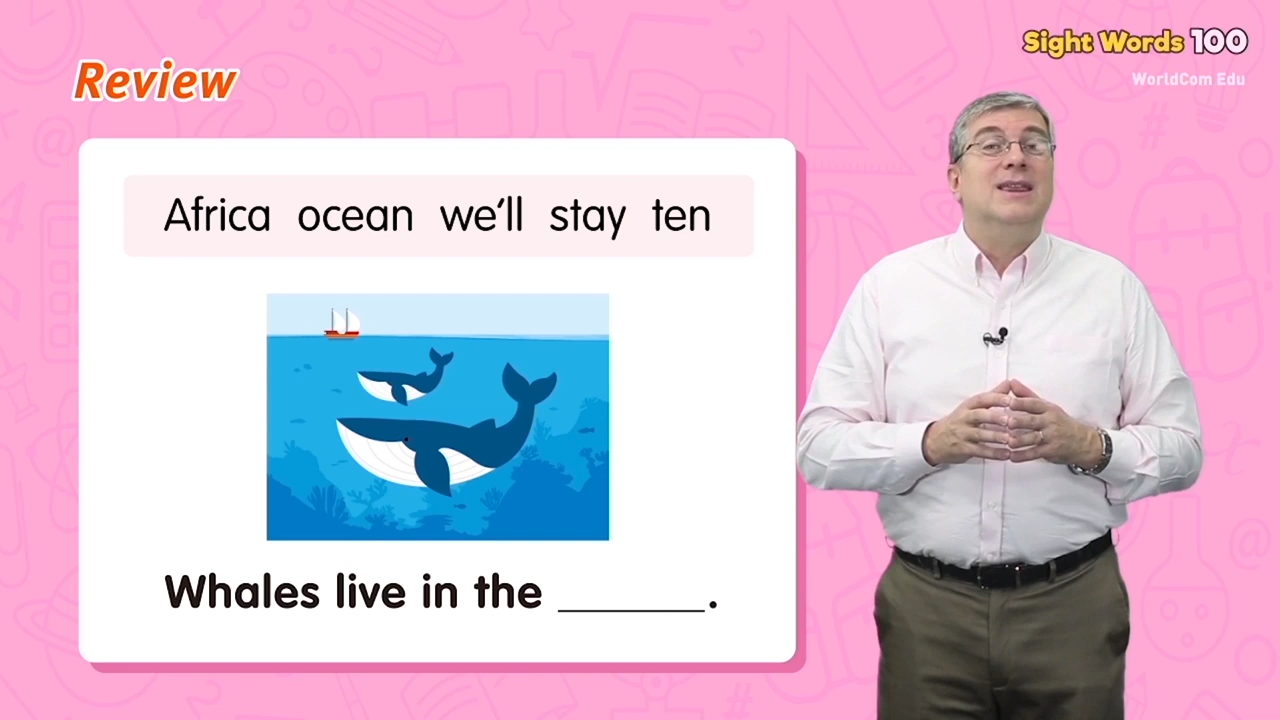 Review
Sight Words 100
WorldCom Edu
Africa ocean we'll stay ten
Whales live in the _______.